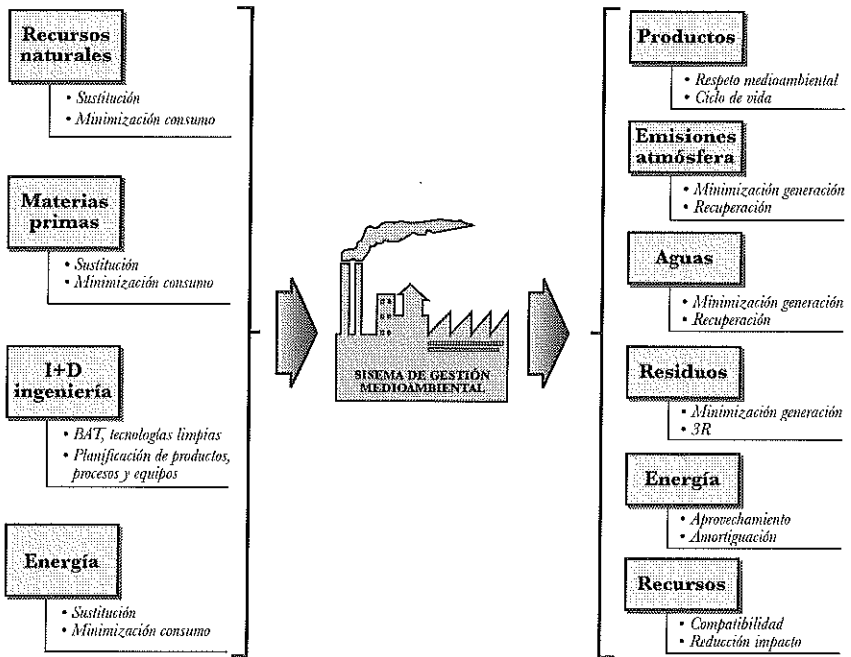 Recursos
naturales
• Sustitución
• Minimización consumo
Materias
primas
• Sustitución
• Minimización consumo
I+D
ingeniería
• BAT, tecnologías limpias
• Planificación de productos,
procesos y equipos
Energía
• Sustitución
• Minimización consumo
SISEMA DE GESTIÓN
MEDIOAMBIENTAL
Productos
• Respeto medioambiental
• Ciclo de vida
Emisiones
atmósfera
• Minimización generación
• Recuperación
Aguas
• Minimización generación
• Recuperación
Residuos
• Minimización generación
• 3R
Energía
• Aprovechamiento
• Amortiguación
Recursos
• Compatibilidad
• Reducción impacto